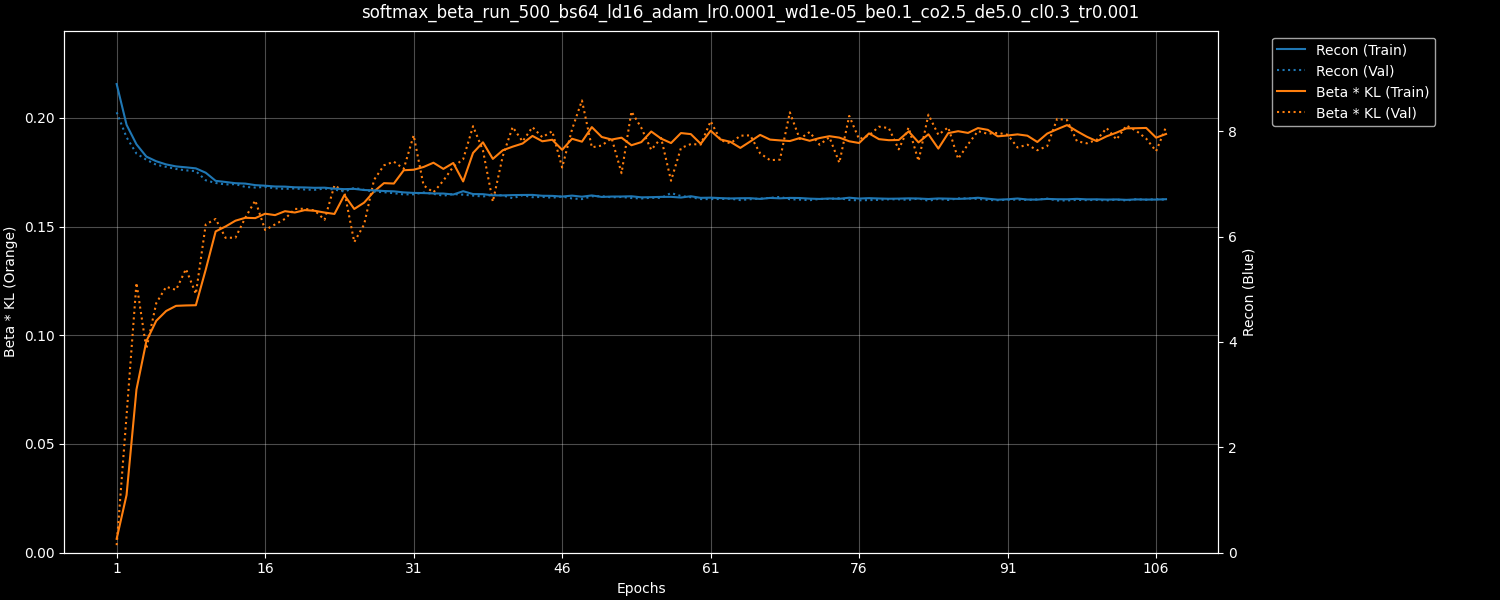 softmax_beta_run_500_bs64_ld16_adam_lr0.0001_wd1e-05_be0.1_co2.5_de5.0_cl0.3_tr0.001
Beta * KL (Orange)
0.20
0.15
0.10
0.05
0.00
1
16
31
46
61
76
91
106
Epochs
8
6
4
2
0
Recon (Blue)
Recon (Train)
Recon (Val)
Beta * KL (Train)
Beta * KL (Val)